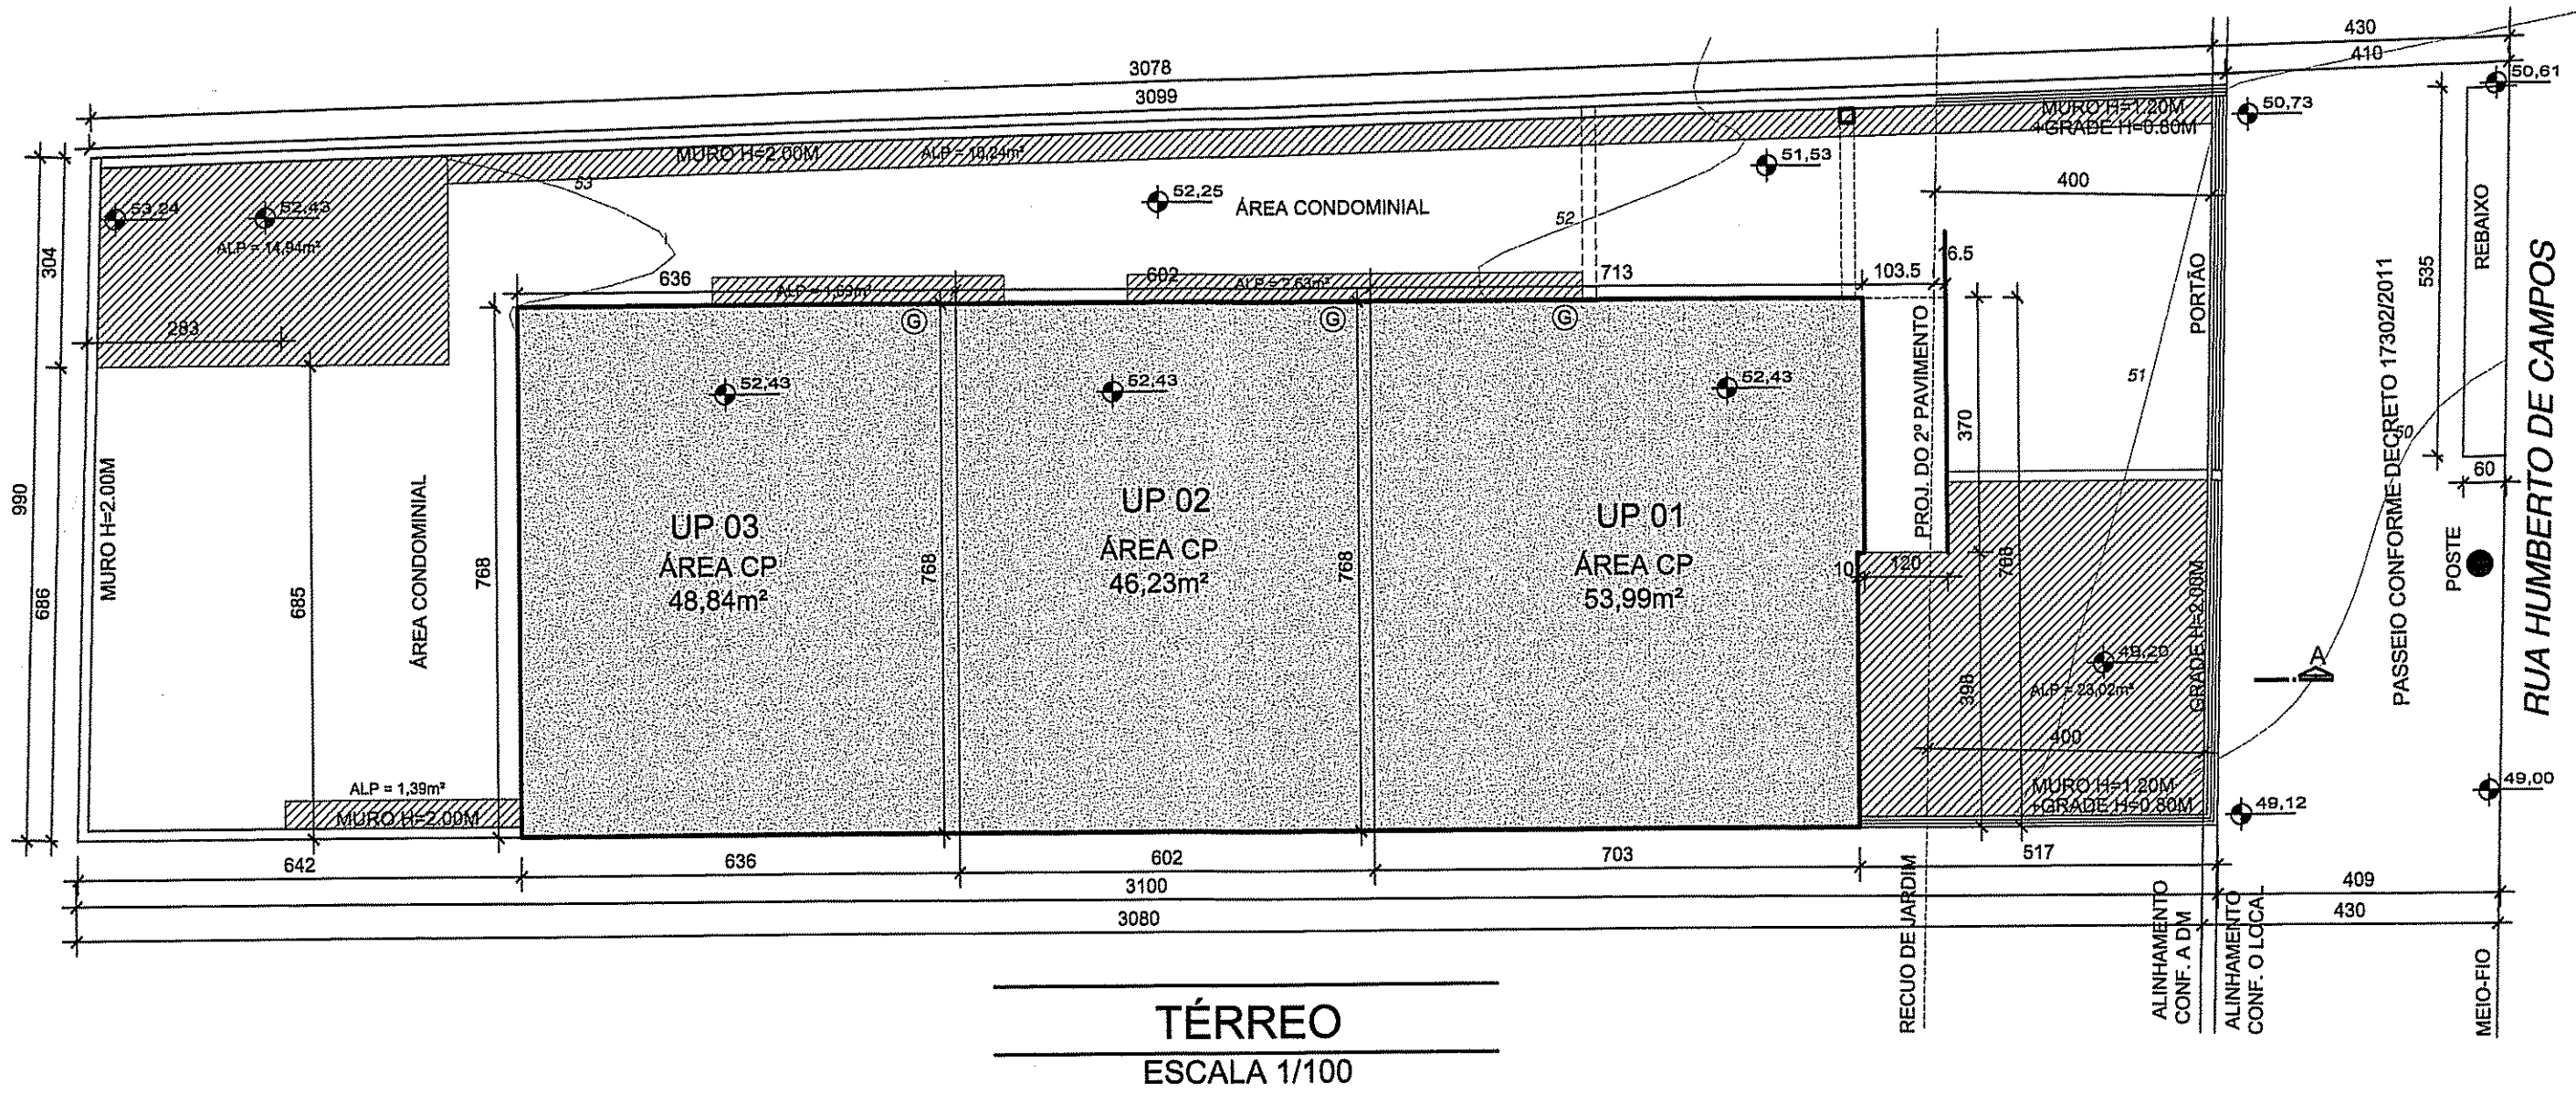 430
410
3078
3099
50,61
50,73
MURO H=1.20M
+GRADE H=0.80M
MURO H=2.00M
51,53
53
53,24
52,43
ALP = 14,94m²
52,25
ÁREA CONDOMINIAL
52
400
REBAIXO
535
RUA HUMBERTO DE CAMPOS
304
990
686
283
636
602
ALP = 2,63m²
713
103.5
6.5
PORTÃO
PASSEIO CONFORME DECRETO 17302/2011
G
G
G
52,43
52,43
52,43
PROJ. DO 2º PAVIMENTO
370
51
50
60
MURO H=2.00M
685
ÁREA CONDOMINIAL
768
UP 03
ÁREA CP
48,84m²
768
UP 02
ÁREA CP
46,23m²
768
UP 01
ÁREA CP
53,99m²
10
120
768
398
GRADE H=2.00M
POSTE
49,20
ALP = 23,02m²
A
400
ALP = 1,39m²
MURO H=2.00M
MURO H=1.20M
+GRADE H=0.80M
49,12
49,00
642
636
602
703
517
3100
409
3080
430
RECUO DE JARDIM
ALINHAMENTO
CONF. A DM
ALINHAMENTO
CONF. O LOCAL
MEIO-FIO
TÉRREO
ESCALA 1/100